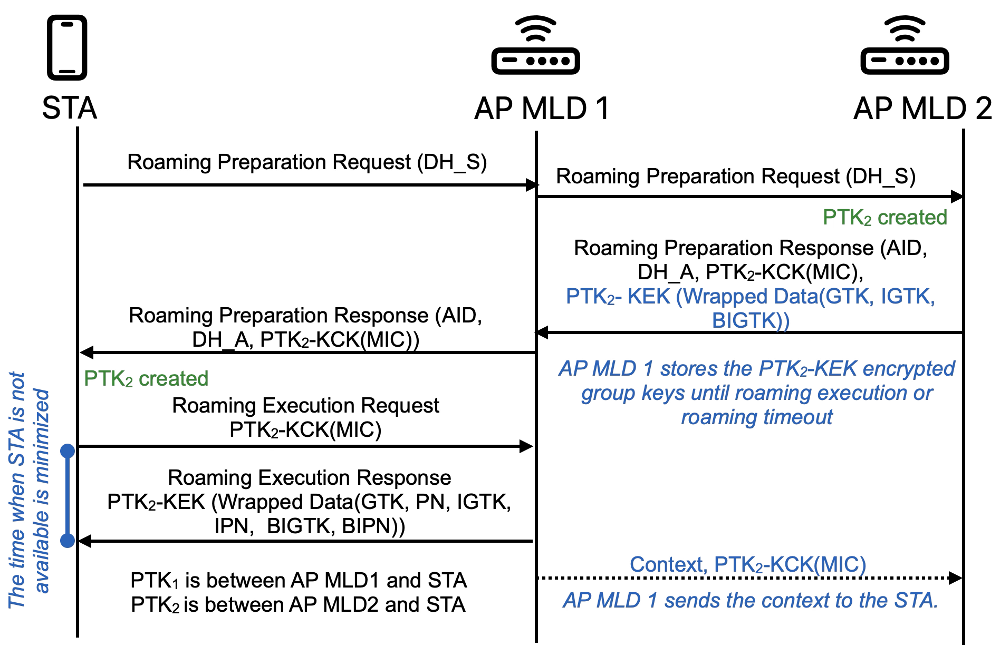 STA
AP MLD 1
AP MLD 2
Roaming Preparation Request (DH_S)
Roaming Preparation Request (DH_S)
PTK₂ created
Roaming Preparation Response (AID,
DH_A, PTK₂-KCK(MIC),
PTK₂- KEK (Wrapped Data(GTK, IGTK,
BIGTK))
Roaming Preparation Response (AID,
DH_A, PTK₂-KCK(MIC))
AP MLD 1 stores the PTK₂-KEK encrypted
group keys until roaming execution or
roaming timeout
PTK₂ created
Roaming Execution Request
PTK₂-KCK(MIC)
The time when STA is not
available is minimized
Roaming Execution Response
PTK₂-KEK (Wrapped Data(GTK, PN, IGTK,
IPN, BIGTK, BIPN))
Context, PTK₂-KCK(MIC)
AP MLD 1 sends the context to the STA.
PTK₁ is between AP MLD1 and STA
PTK₂ is between AP MLD2 and STA